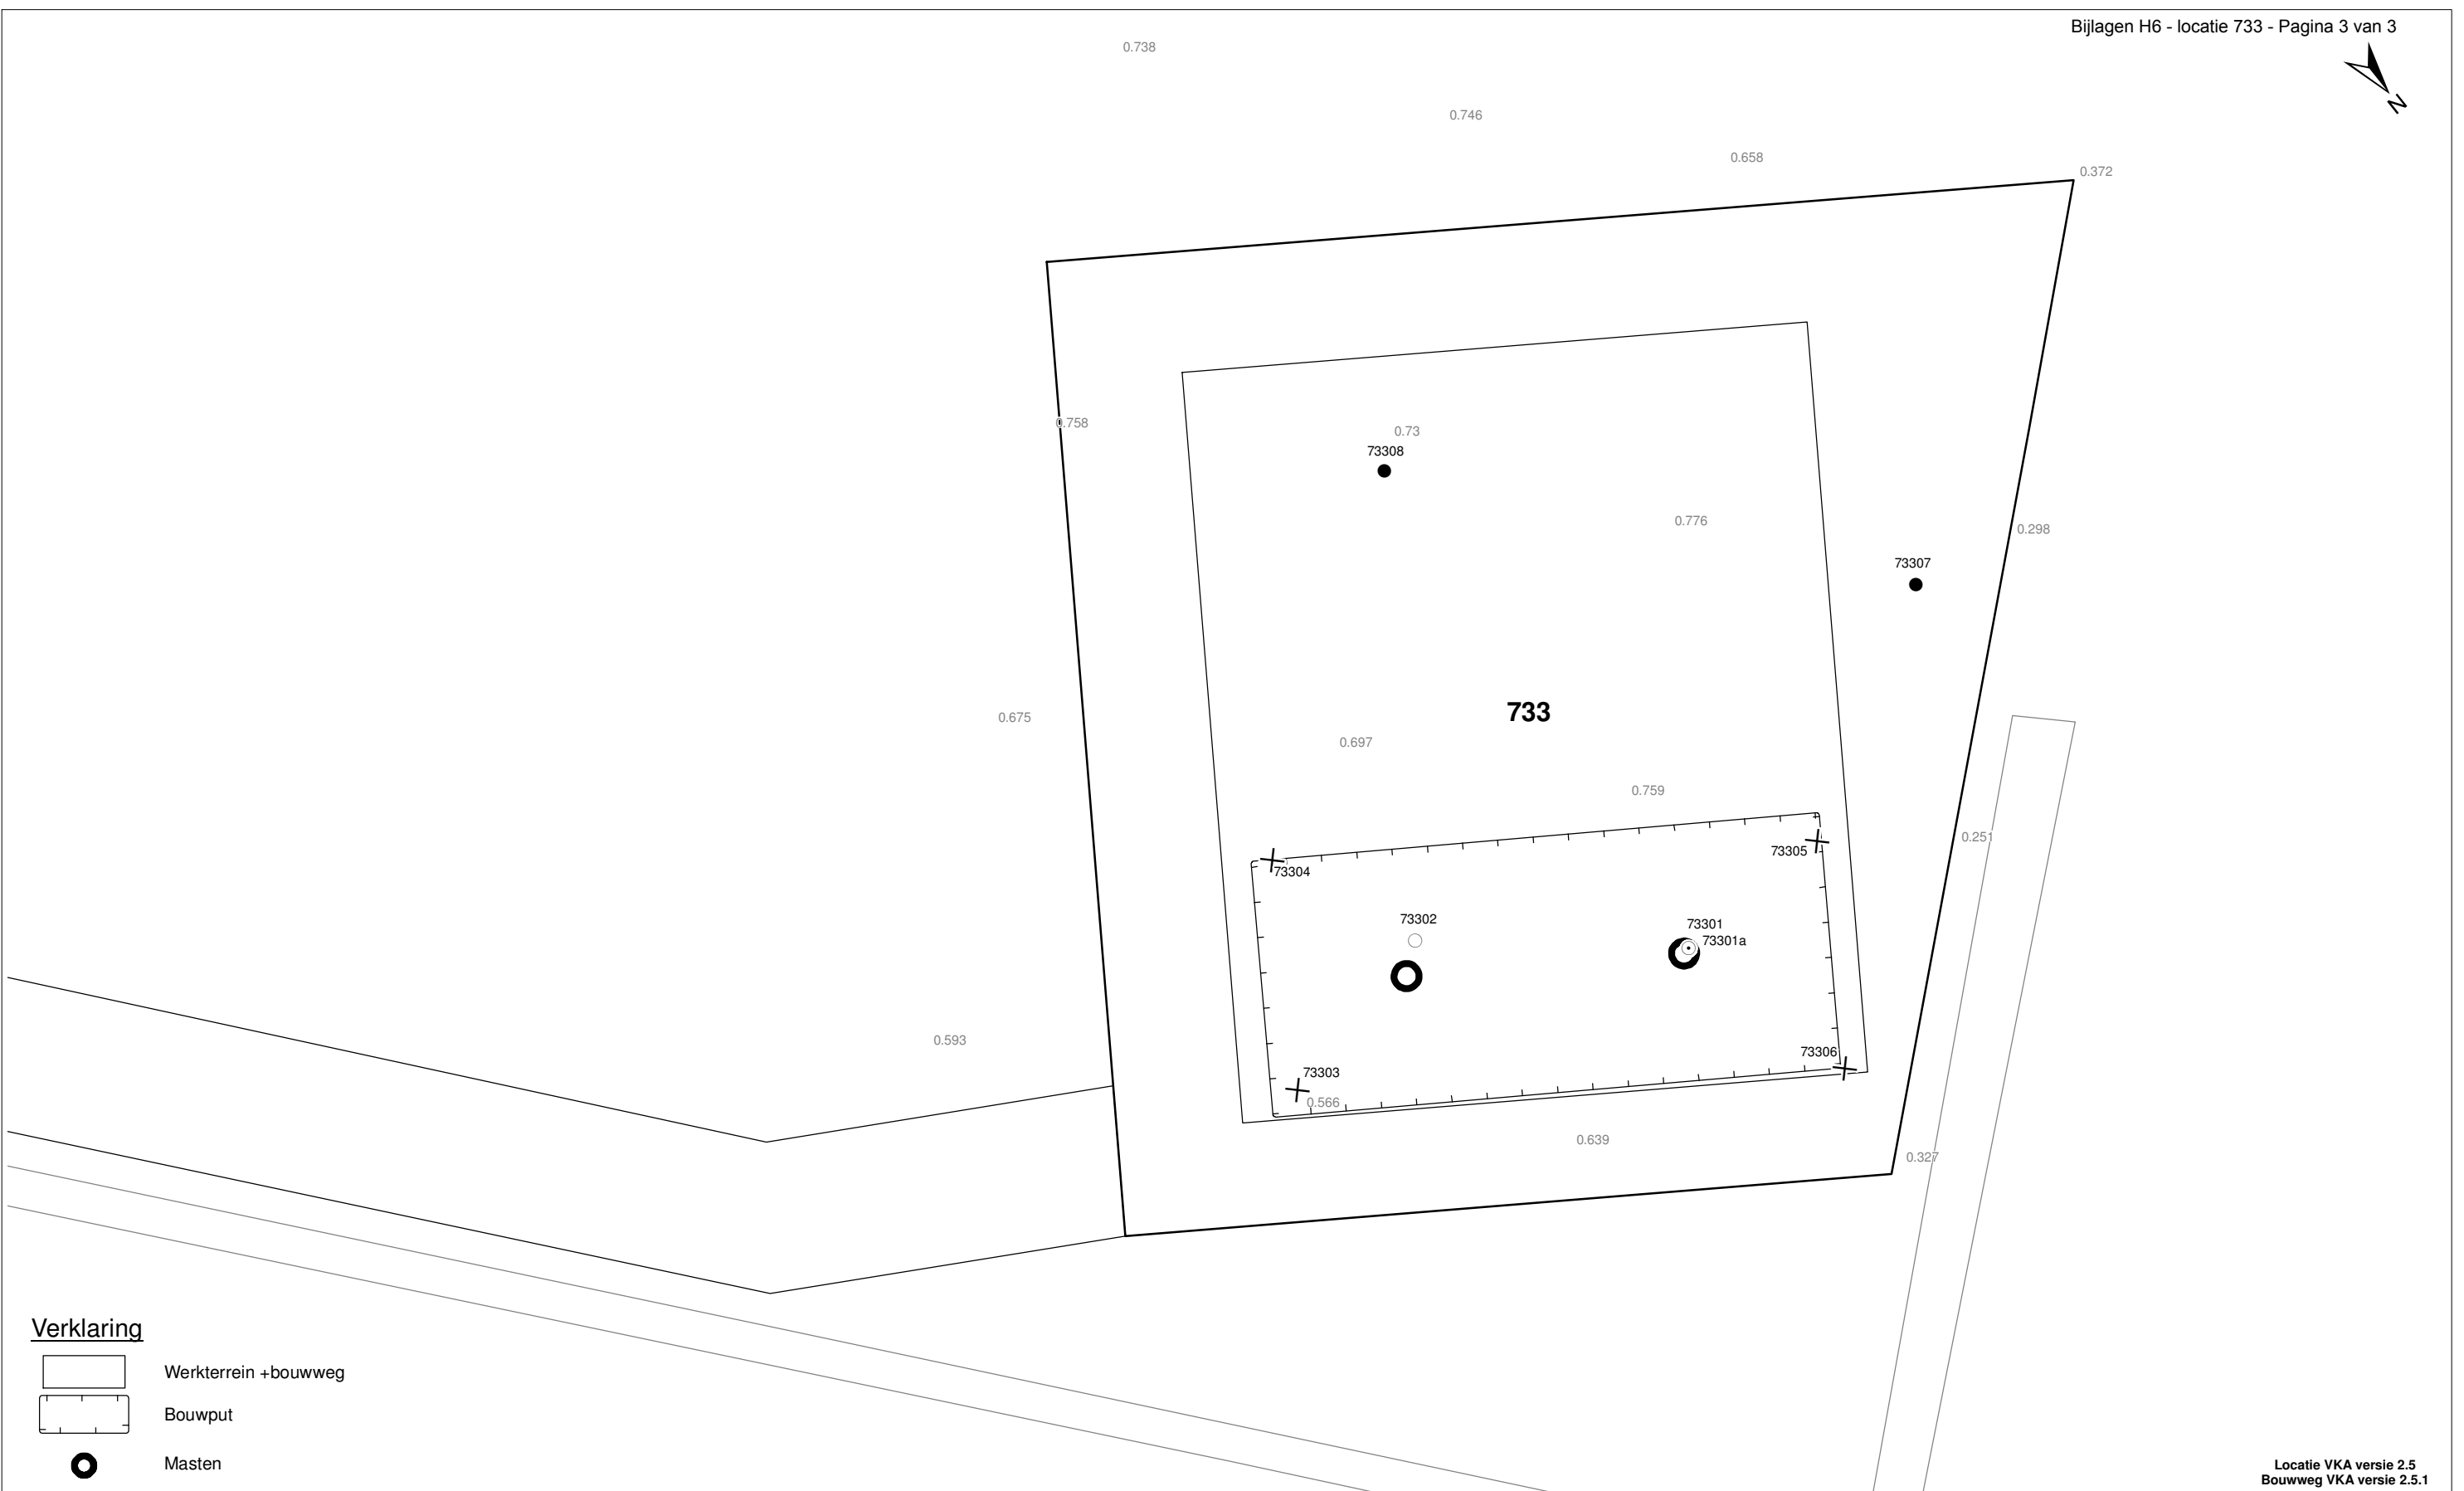 Bijlagen H6 - locatie 733 - Pagina 3 van 3
N
0.738
0.746
0.658
0.372
0.758
0.73
73308
0.776
0.298
73307
733
0.675
0.697
0.759
0.251
73305
73304
73302
73301
73301a
0.593
73306
73303
0.566
0.639
0.327
Verklaring
Werkterrein +bouwweg
Bouwput
Masten
Locatie VKA versie 2.5
Bouwweg VKA versie 2.5.1